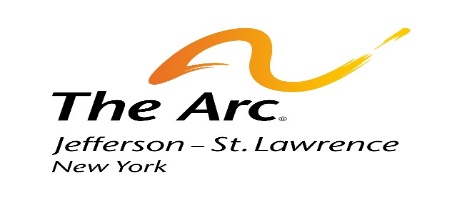 The Arc®
Jefferson – St. Lawrence
New York